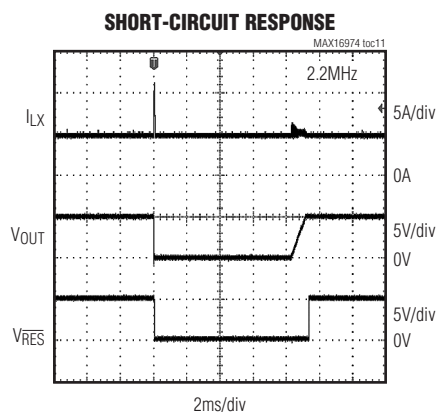 SHORT-CIRCUIT RESPONSE
MAX16974 toc11
2.2MHz
ILX
5A/div
0A
VOUT
5V/div
0V
VRES
5V/div
0V
2ms/div